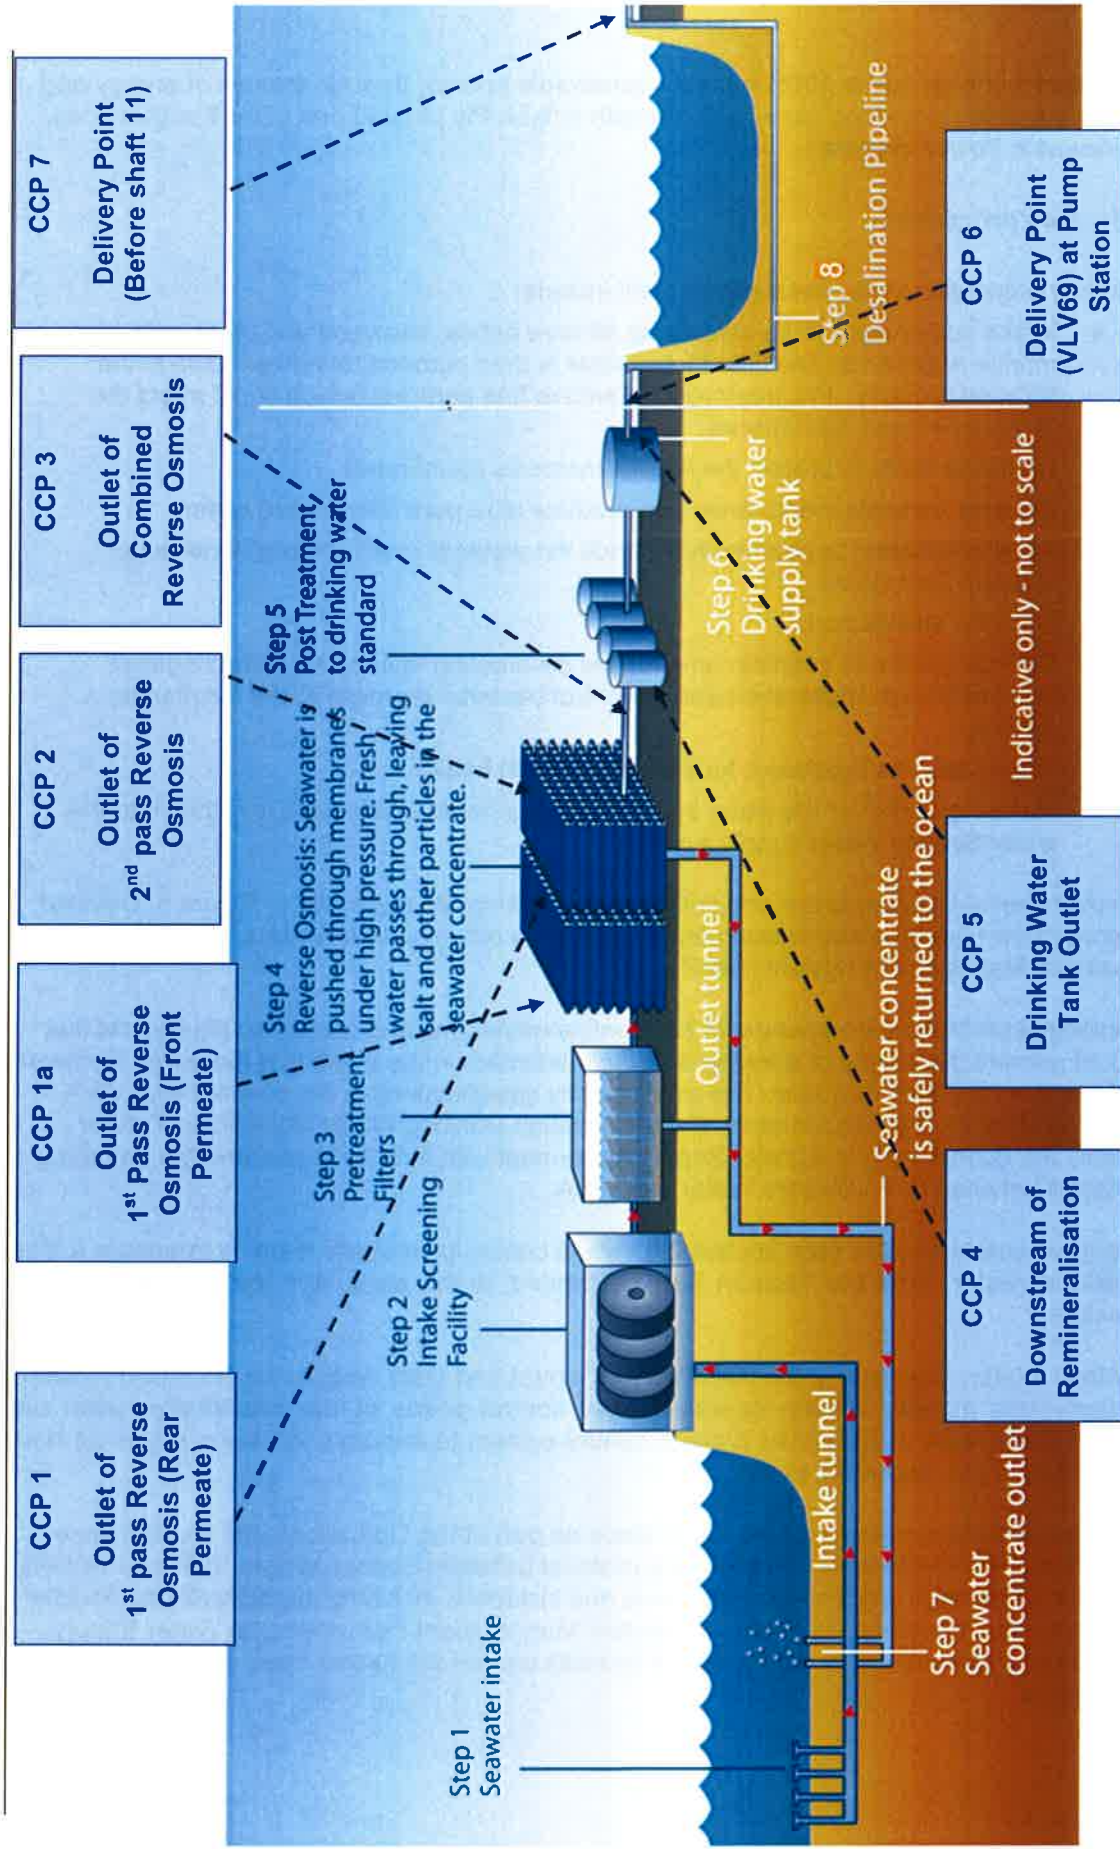 CCP 1
Outlet of
1st pass Reverse
Osmosis (Rear
Permeate)
CCP 1a
Outlet of
1st Pass Reverse
Osmosis (Front
Permeate)
CCP 2
Outlet of
2nd pass Reverse
Osmosis
CCP 3
Outlet of
Combined
Reverse Osmosis
CCP 7
Delivery Point
(Before shaft 11)
Step 1
Seawater intake
Step 2
Intake Screening
Facility
Step 3
Pretreatment
Filters
Step 4
Reverse Osmosis: Seawater is
pushed through membranes
under high pressure. Fresh
water passes through, leaving
salt and other particles in the
seawater concentrate.
Step 5
Post Treatment
to drinking water
standard
Step 6
Drinking water
supply tank
Step 8
Desalination Pipeline
Intake tunnel
Outlet tunnel
Step 7
Seawater
concentrate outlet
Seawater concentrate
is safely returned to the ocean
Indicative only - not to scale
CCP 4
Downstream of
Remineralisation
CCP 5
Drinking Water
Tank Outlet
CCP 6
Delivery Point
(VLV69) at Pump
Station